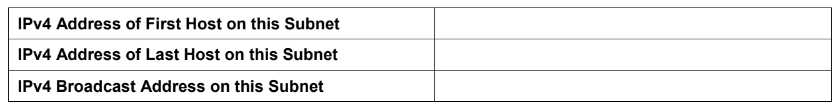 IPv4 Address of First Host on this Subnet
IPv4 Address of Last Host on this Subnet
IPv4 Broadcast Address on this Subnet